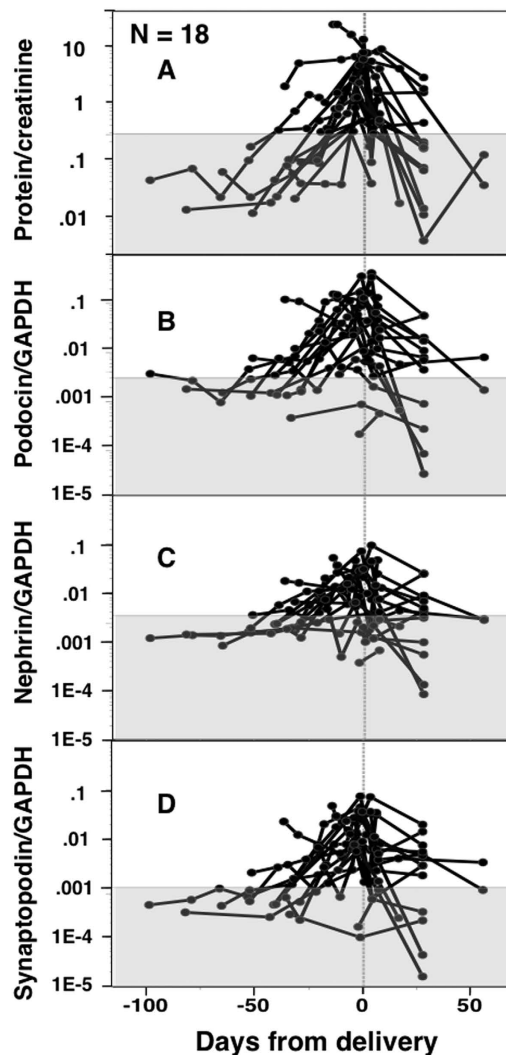 N = 18
A
Protein/creatinine
10
1
.1
.01
B
Podocin/GAPDH
.1
.01
.001
1E-4
1E-5
C
Nephrin/GAPDH
.1
.01
.001
1E-4
1E-5
D
Synaptopodin/GAPDH
.1
.01
.001
1E-4
1E-5
-100 -50 0 50
Days from delivery